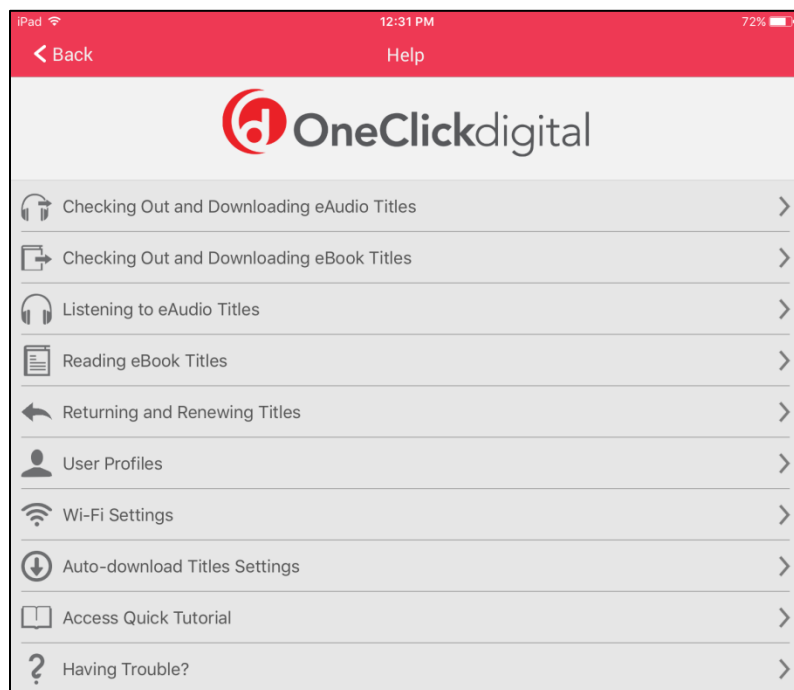 iPad 12:31 PM 72%
Back Help
OneClickdigital
Checking Out and Downloading eAudio Titles
Checking Out and Downloading eBook Titles
Listening to eAudio Titles
Reading eBook Titles
Returning and Renewing Titles
User Profiles
Wi-Fi Settings
Auto-download Titles Settings
Access Quick Tutorial
Having Trouble?